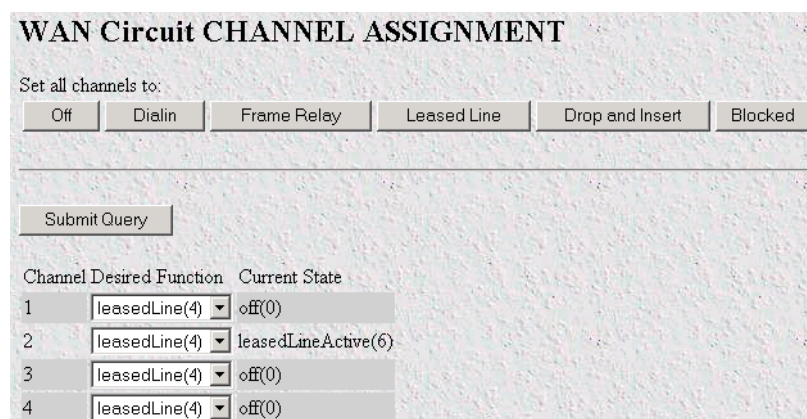 WAN Circuit CHANNEL ASSIGNMENT
Set all channels to:
Off Dialin Frame Relay Leased Line Drop and Insert Blocked
Submit Query
Channel Desired Function Current State
1 leasedLine(4) off(0)
2 leasedLine(4) leasedLineActive(6)
3 leasedLine(4) off(0)
4 leasedLine(4) off(0)